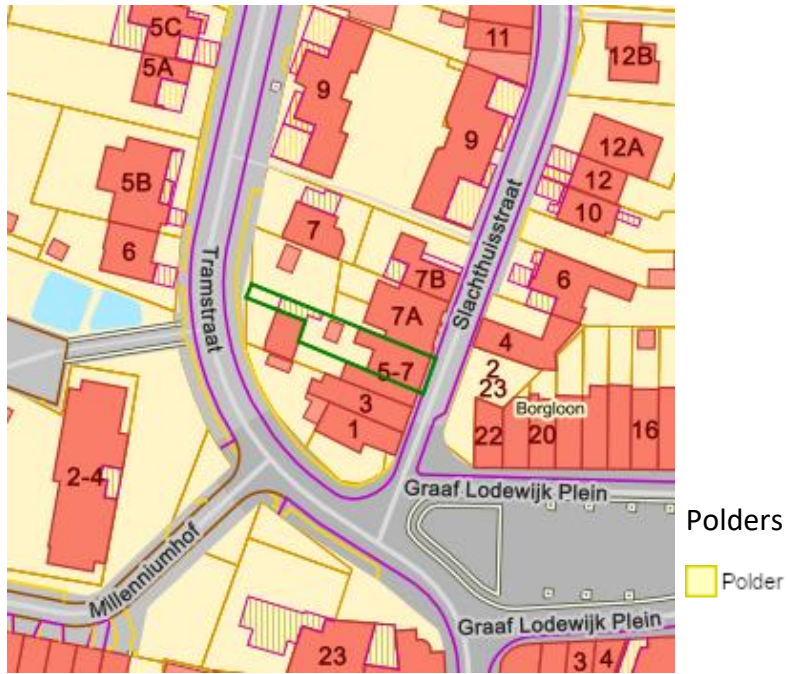 5C
11
5A
12B
9
9
12A
5B
12
10
7
6
Tramstraat
7B
Slachthuisstraat
6
7A
4
5-7
2
3
23
Borgloon
1
22
20
16
2-4
Graaf Lodewijk Plein
Polders
Millenniumhof
Polder
Graaf Lodewijk Plein
23
3
4